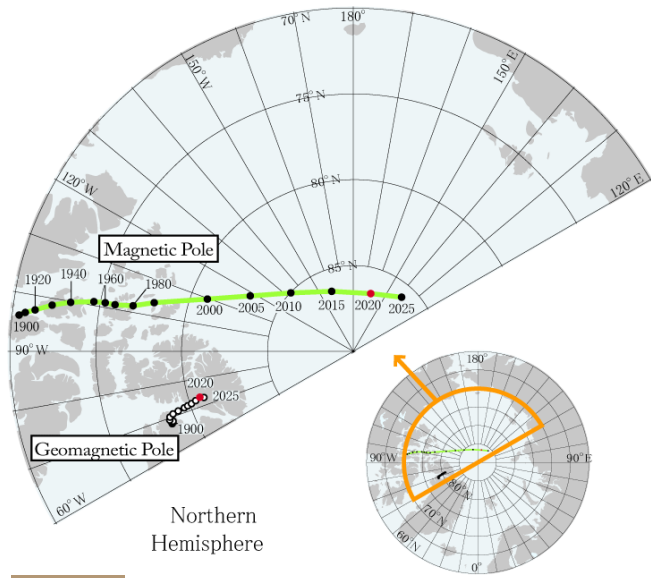 70°N
180°
150°W
150°E
75°N
120°W
80°N
120°E
Magnetic Pole
85°N
1920
1940
1960
1980
1900
2000
2005
2010
2015
2020
2025
90°W
2020
2025
1900
Geomagnetic Pole
60°W
Northern
Hemisphere
180°
90°W
90°E
80°N
70°N
60°N
0°